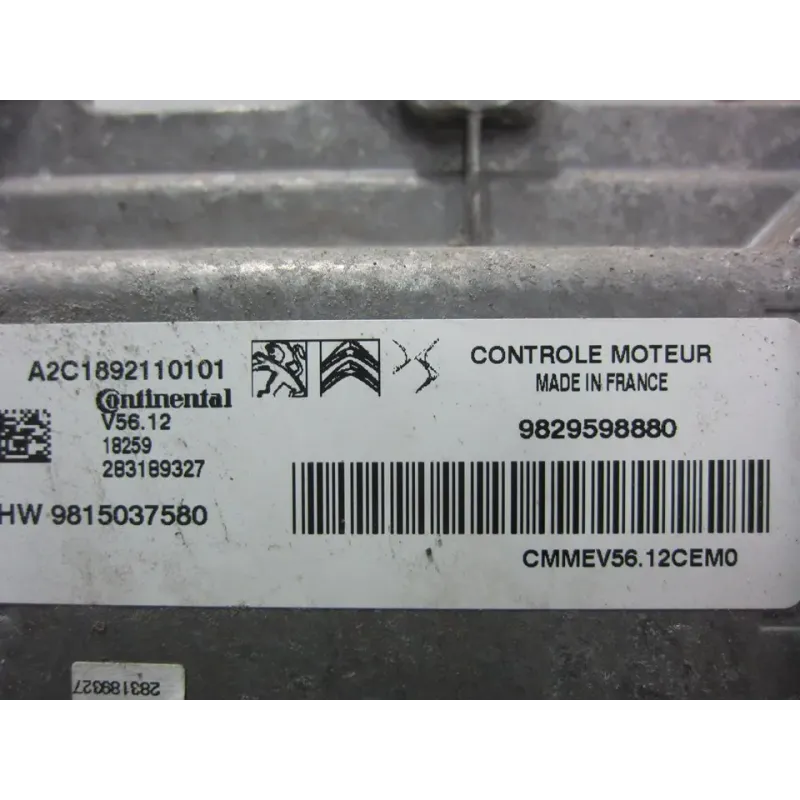 A2C1892110101
Continental
V56.12
18259
283189327
HW 9815037580
CONTROLE MOTEUR
MADE IN FRANCE
9829598880
CMMEV56.12CEM0
283189327